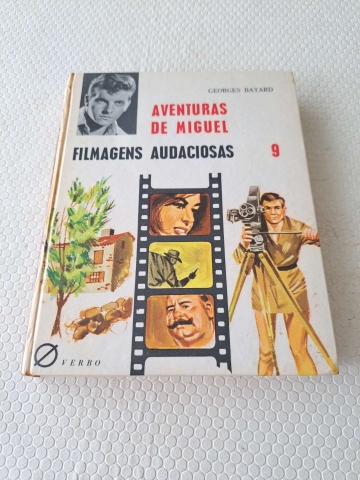 GEORGES BAYARD
AVENTURAS
DE MIGUEL
FILMAGENS AUDACIOSAS 9
VERBO